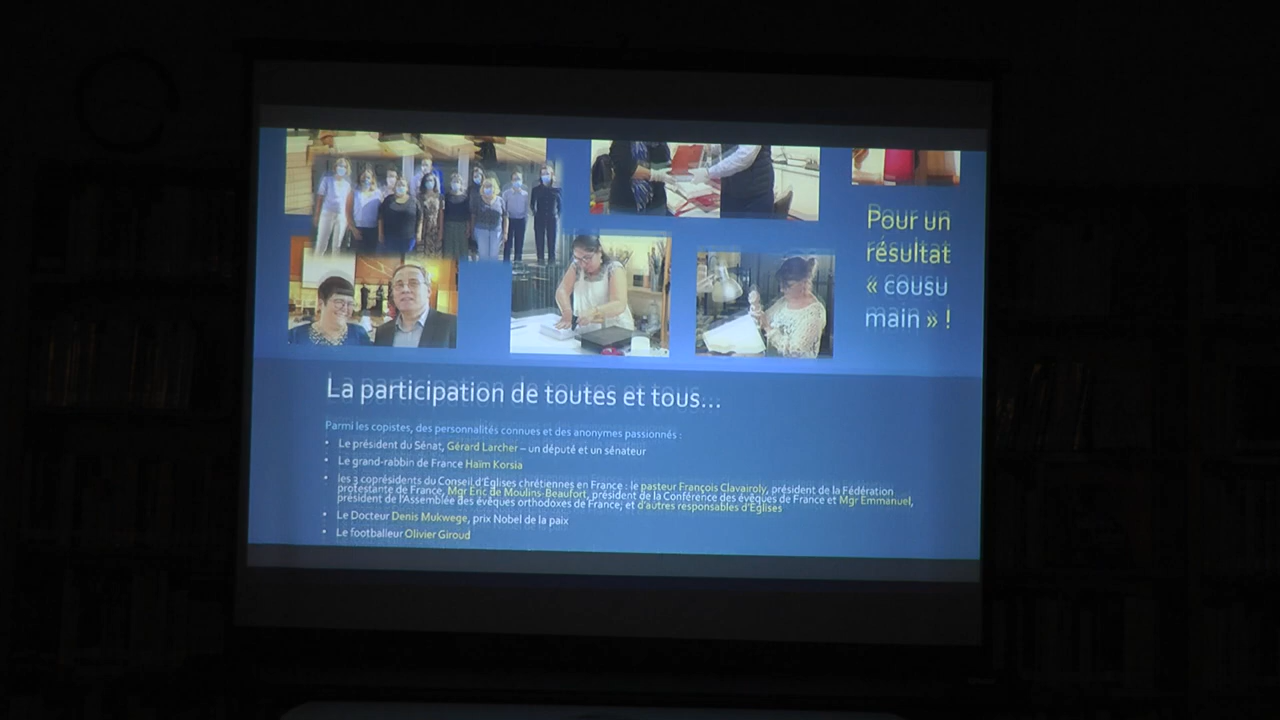 Pour un
résultat
« cousu
main » !
La participation de toutes et tous...
Parmi les copistes, des personnalités connues et des anonymes passionnés :
• Le président du Sénat, Gérard Larcher – un député et un sénateur
• Le grand-rabbin de France Haïm Korsia
• les 3 coprésidents du Conseil d'Églises chrétiennes en France : le pasteur François Clavairoly, président de la Fédération
protestante de France, Mgr Eric de Moulins-Beaufort, président de la Conférence des évêques de France et Mgr Emmanuel,
président de l'Assemblée des évêques orthodoxes de France, et d'autres responsables d'Églises
• Le Docteur Denis Mukwege, prix Nobel de la paix
• Le footballeur Olivier Giroud